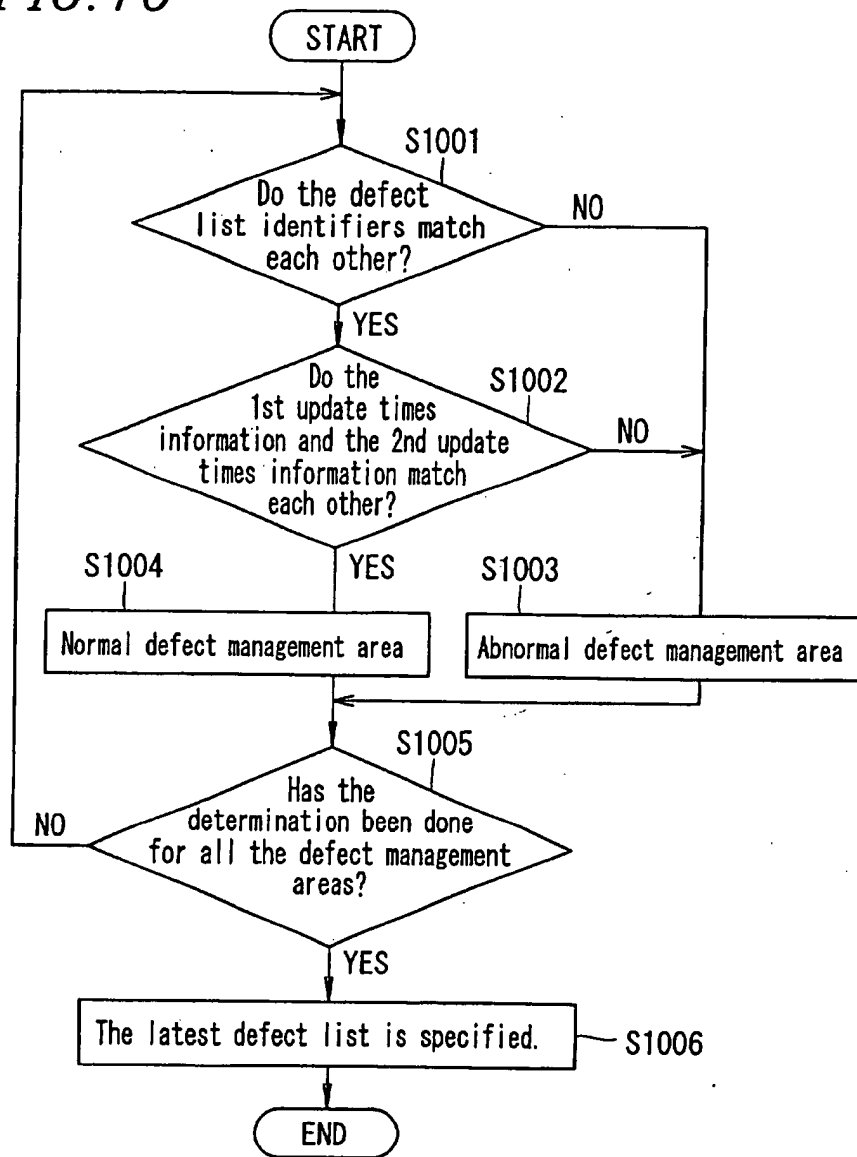 START
S1001
Do the defect
list identifiers match
each other?
NO
YES
S1002
Do the
1st update times
information and the 2nd update
times information match
each other?
NO
YES
S1004
S1003
Normal defect management area
Abnormal defect management area
S1005
Has the
determination been done
for all the defect management
areas?
NO
YES
The latest defect list is specified.
S1006
END